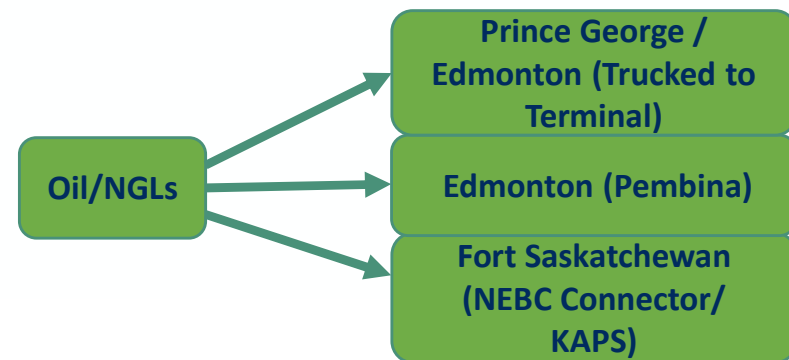 Prince George /
Edmonton (Trucked to
Terminal)
Oil/NGLs
Edmonton (Pembina)
Fort Saskatchewan
(NEBC Connector/
KAPS)